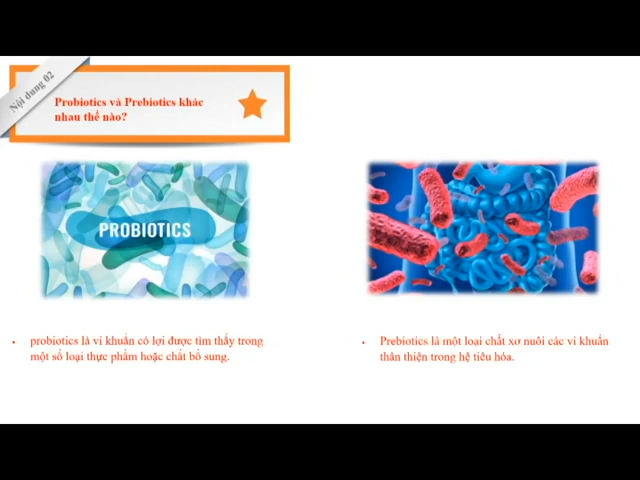 Nội dung 02
Probiotics và Prebiotics khác
nhau thế nào?
PROBIOTICS
• probiotics là vi khuẩn có lợi được tìm thấy trong
một số loại thực phẩm hoặc chất bổ sung.
• Prebiotics là một loại chất xơ nuôi các vi khuẩn
thân thiện trong hệ tiêu hóa.